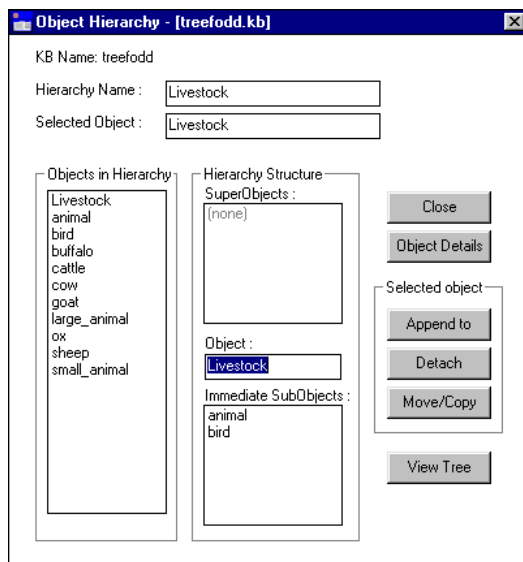 Object Hierarchy - [treefodd.kb]
KB Name: treefodd
Hierarchy Name : Livestock
Selected Object : Livestock
Objects in Hierarchy
Livestock
animal
bird
buffalo
cattle
cow
goat
large_animal
ox
sheep
small_animal
Hierarchy Structure
SuperObjects :
(none)
Object :
Livestock
Immediate SubObjects :
animal
bird
Close
Object Details
Selected object
Append to
Detach
Move/Copy
View Tree